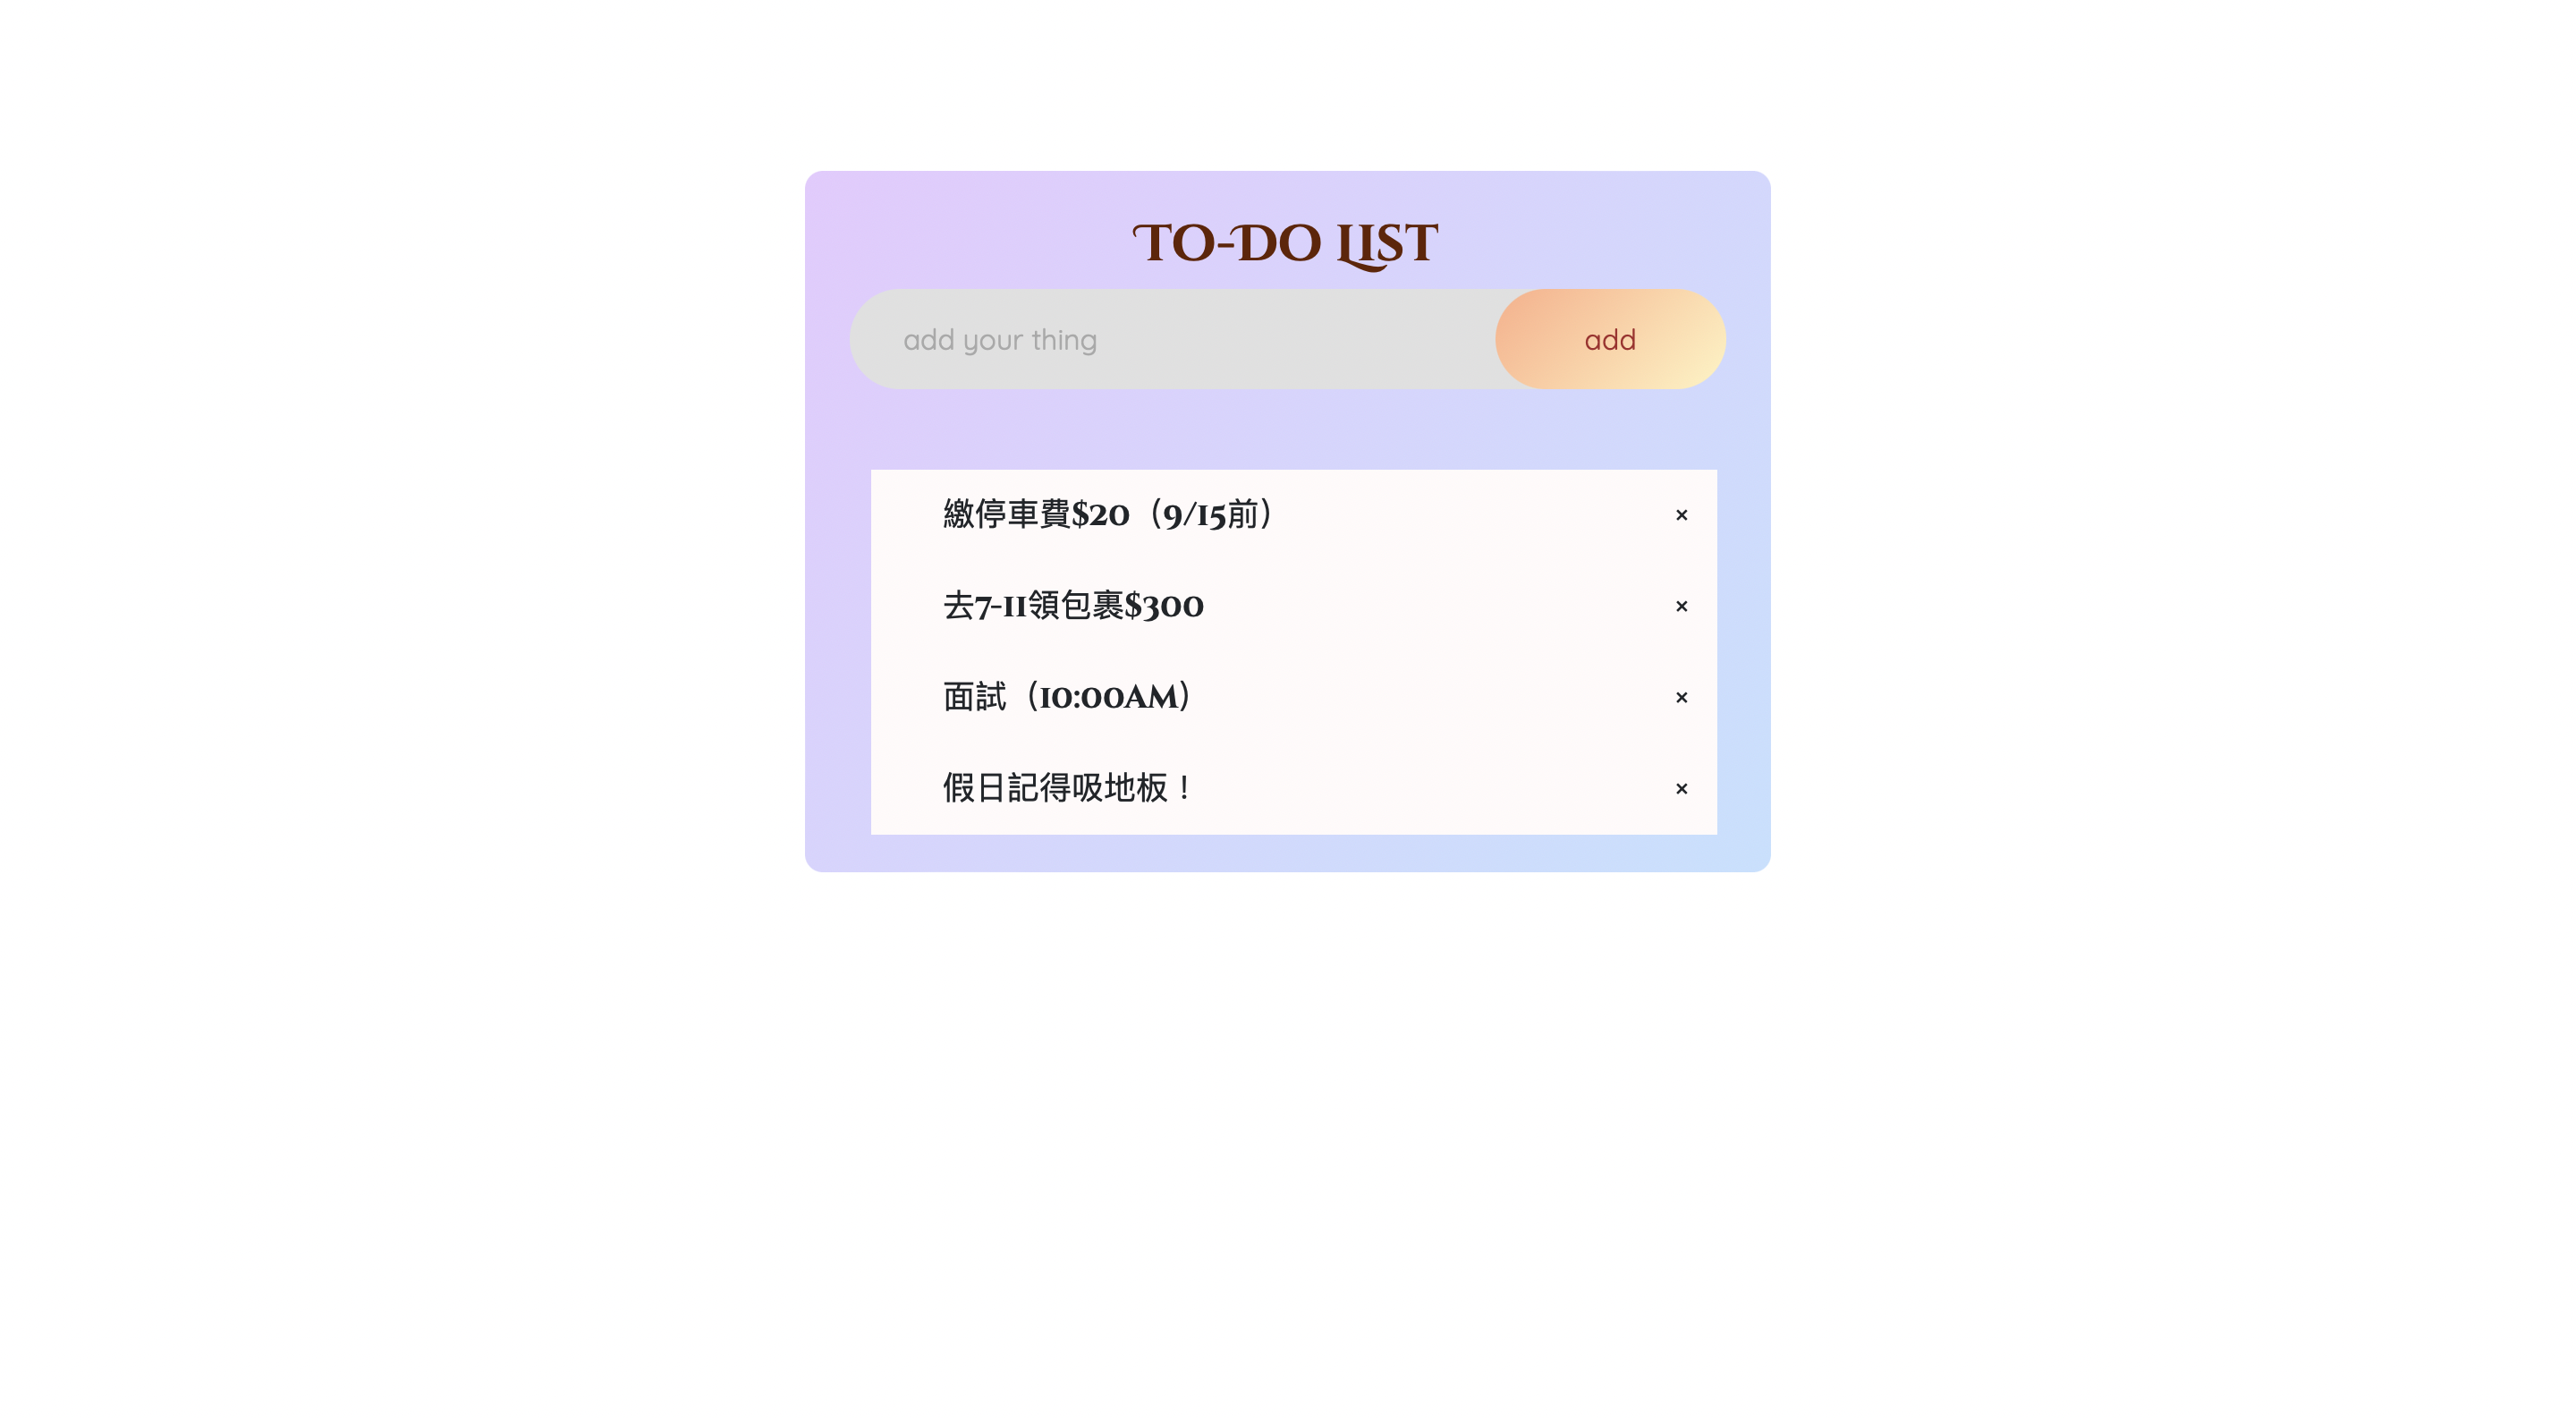 To-Do List
add your thing
add
繳停車費$20（9/15前）
×
去7-11領包裹$300
×
面試（10:00AM）
×
假日記得吸地板！
×